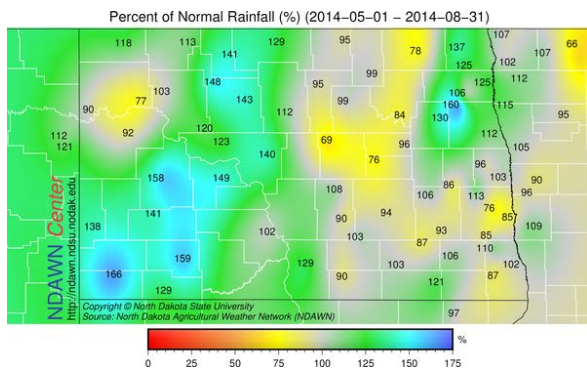 Percent of Normal Rainfall (%) (2014-05-01 - 2014-08-31)
118 113 141 129 95 78 137 107 107 66
125 102
148 103 143 95 99 125 112
90 77 112 99 106 160 115 95
84 130
112 92 120 123 69 96 112 105
121 140 76 96
158 149 108 106 86 113 103 90
96
138 141 90 94 76 85 109
102 103 93 85
87 110
166 159 129 90 103 106 102
129 121 87
97
NDAWN Center
http://ndawn.ndsu.nodak.edu
Copyright © North Dakota State University
Source: North Dakota Agricultural Weather Network (NDAWN)
%
0 25 50 75 100 125 150 175